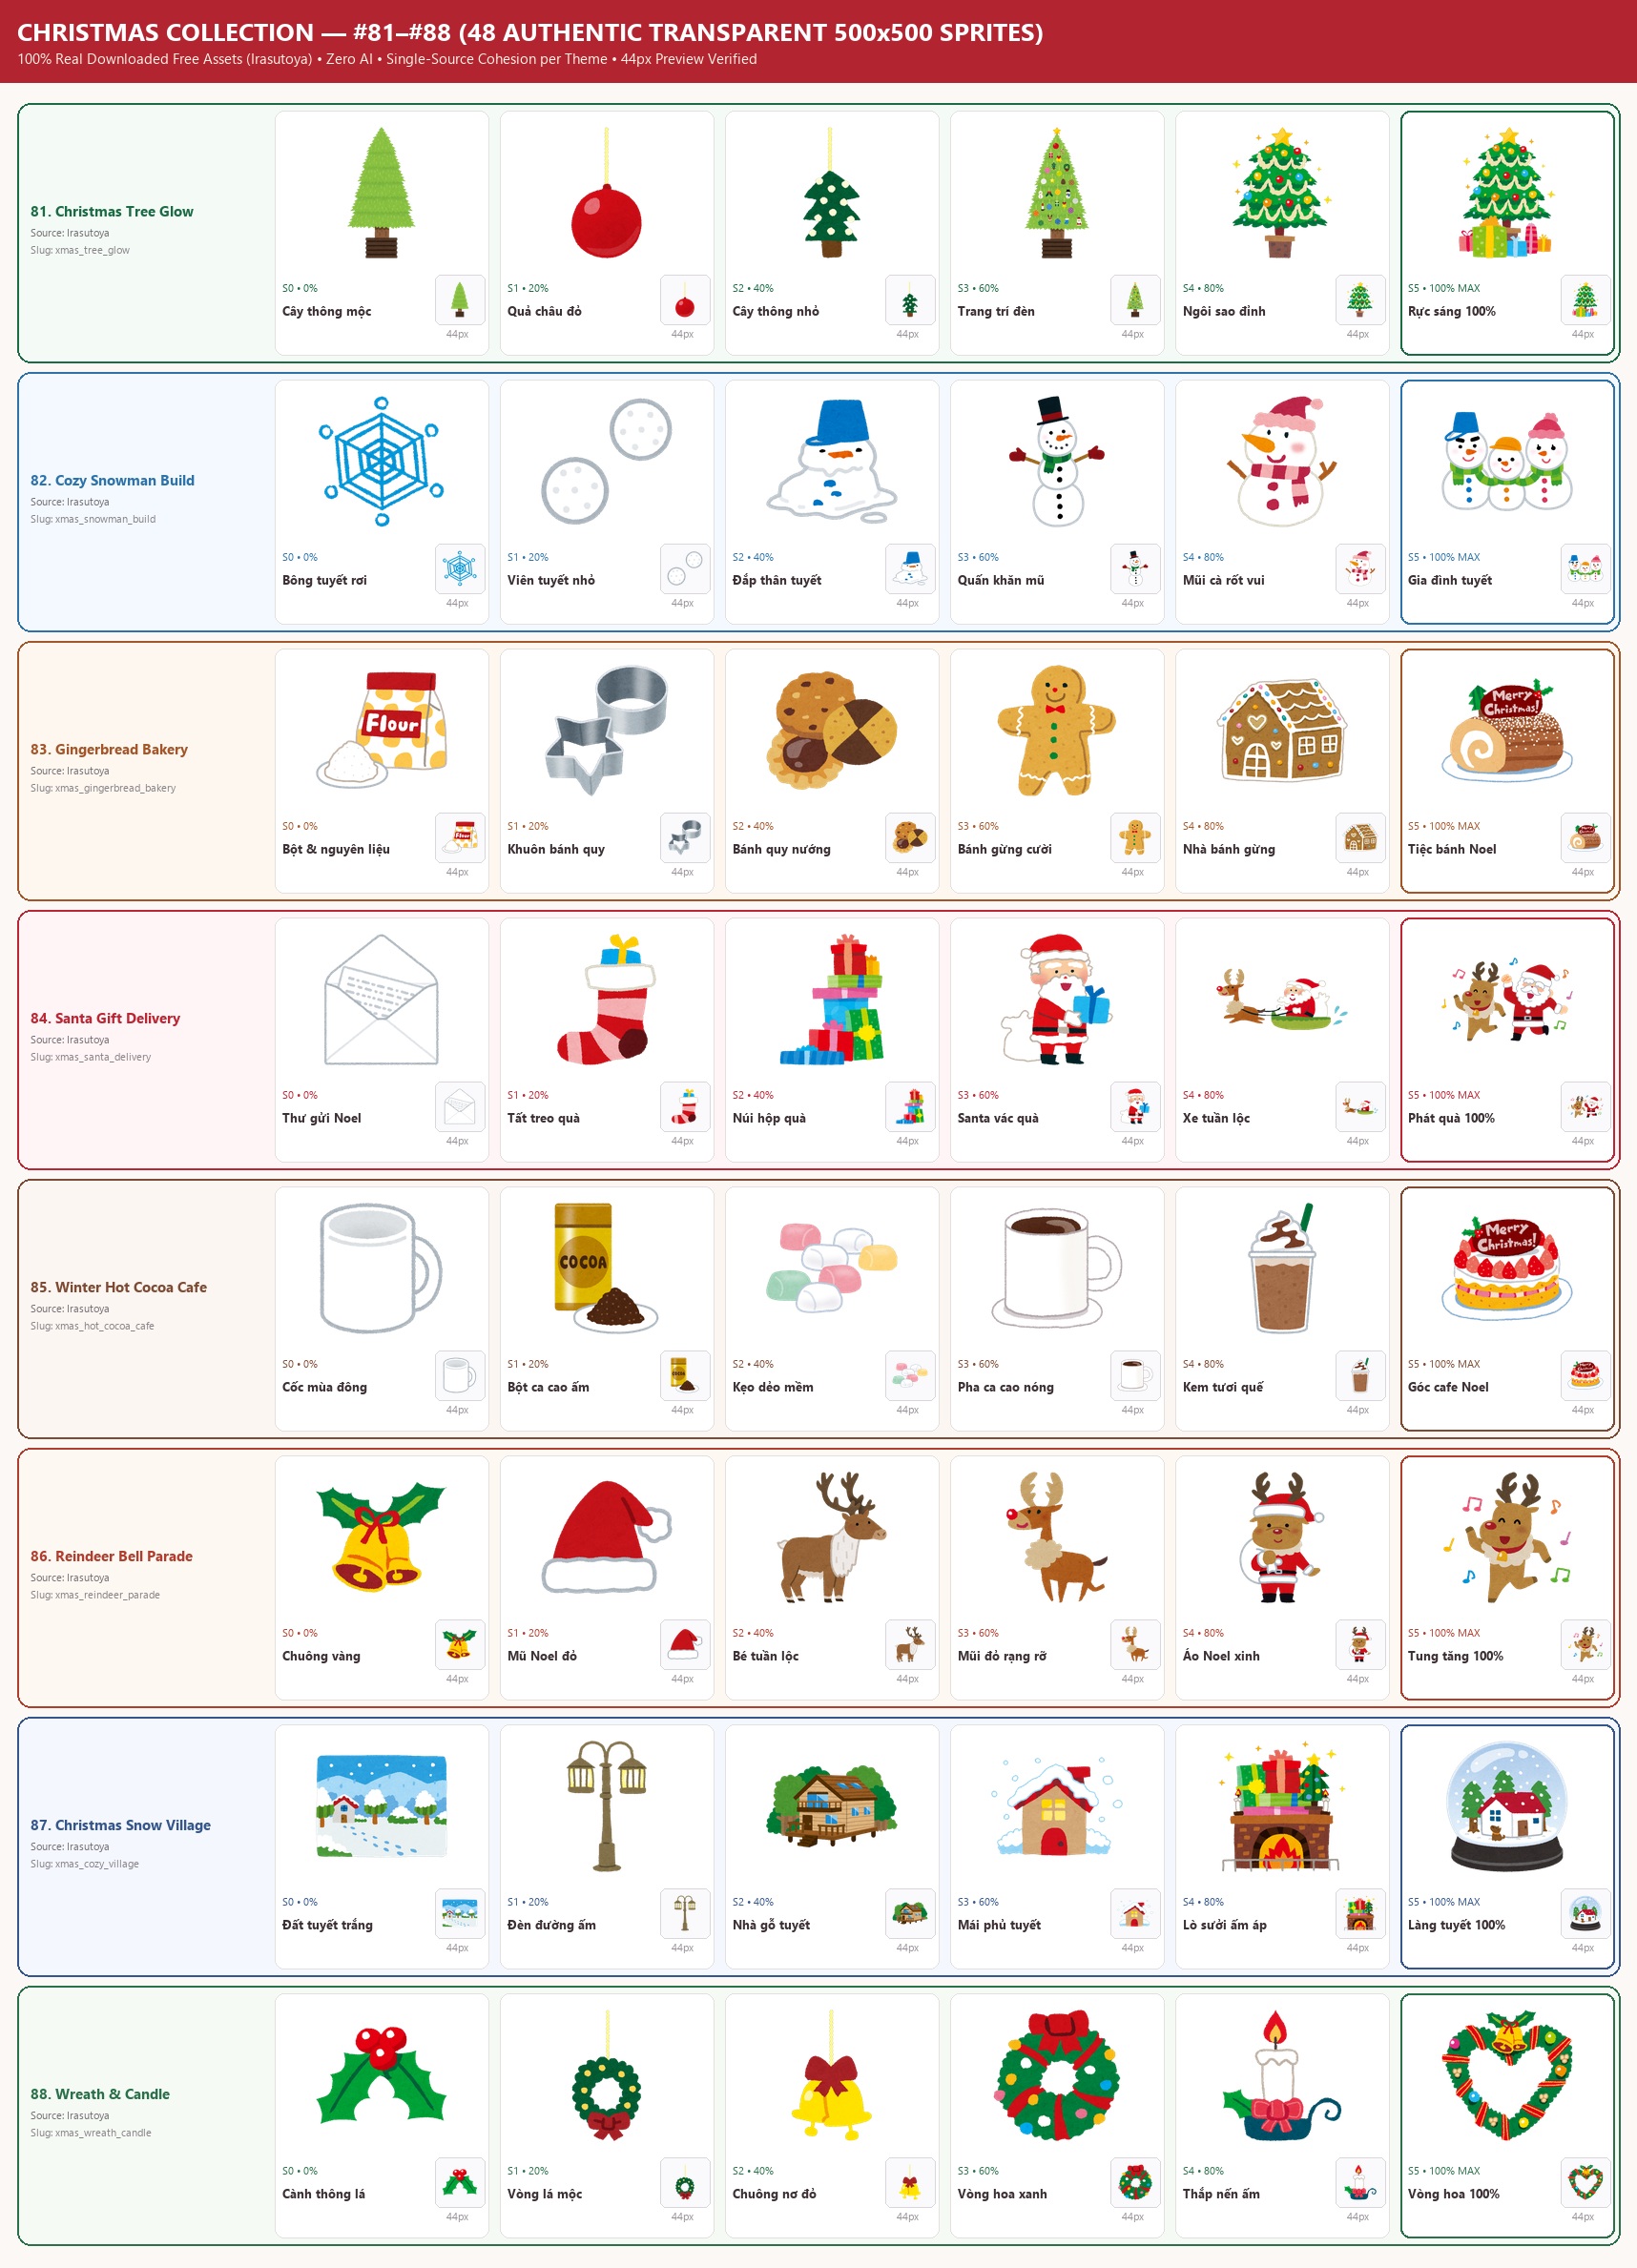 CHRISTMAS COLLECTION — #81–#88 (48 AUTHENTIC TRANSPARENT 500x500 SPRITES)
100% Real Downloaded Free Assets (Irasutoya) • Zero AI • Single-Source Cohesion per Theme • 44px Preview Verified
81. Christmas Tree Glow
Source: Irasutoya
Slug: xmas_tree_glow
S0 • 0%
Cây thông mộc
44px
S1 • 20%
Quả châu đỏ
44px
S2 • 40%
Cây thông nhỏ
44px
S3 • 60%
Trang trí đèn
44px
S4 • 80%
Ngôi sao đỉnh
44px
S5 • 100% MAX
Rực sáng 100%
44px
82. Cozy Snowman Build
Source: Irasutoya
Slug: xmas_snowman_build
S0 • 0%
Bông tuyết rơi
44px
S1 • 20%
Viên tuyết nhỏ
44px
S2 • 40%
Đắp thân tuyết
44px
S3 • 60%
Quấn khăn mũ
44px
S4 • 80%
Mũi cà rốt vui
44px
S5 • 100% MAX
Gia đình tuyết
44px
83. Gingerbread Bakery
Source: Irasutoya
Slug: xmas_gingerbread_bakery
Flour
S0 • 0%
Bột & nguyên liệu
44px
S1 • 20%
Khuôn bánh quy
44px
S2 • 40%
Bánh quy nướng
44px
S3 • 60%
Bánh gừng cười
44px
S4 • 80%
Nhà bánh gừng
44px
Merry
Christmas!
S5 • 100% MAX
Tiệc bánh Noel
44px
84. Santa Gift Delivery
Source: Irasutoya
Slug: xmas_santa_delivery
S0 • 0%
Thư gửi Noel
44px
S1 • 20%
Tất treo quà
44px
S2 • 40%
Núi hộp quà
44px
S3 • 60%
Santa vác quà
44px
S4 • 80%
Xe tuần lộc
44px
S5 • 100% MAX
Phát quà 100%
44px
85. Winter Hot Cocoa Cafe
Source: Irasutoya
Slug: xmas_hot_cocoa_cafe
S0 • 0%
Cốc mùa đông
44px
COCOA
S1 • 20%
Bột ca cao ấm
44px
S2 • 40%
Kẹo dẻo mềm
44px
S3 • 60%
Pha ca cao nóng
44px
S4 • 80%
Kem tươi quế
44px
Merry
Christmas!
S5 • 100% MAX
Góc cafe Noel
44px
86. Reindeer Bell Parade
Source: Irasutoya
Slug: xmas_reindeer_parade
S0 • 0%
Chuông vàng
44px
S1 • 20%
Mũ Noel đỏ
44px
S2 • 40%
Bé tuần lộc
44px
S3 • 60%
Mũi đỏ rạng rỡ
44px
S4 • 80%
Áo Noel xinh
44px
S5 • 100% MAX
Tung tăng 100%
44px
87. Christmas Snow Village
Source: Irasutoya
Slug: xmas_cozy_village
S0 • 0%
Đất tuyết trắng
44px
S1 • 20%
Đèn đường ấm
44px
S2 • 40%
Nhà gỗ tuyết
44px
S3 • 60%
Mái phủ tuyết
44px
S4 • 80%
Lò sưởi ấm áp
44px
S5 • 100% MAX
Làng tuyết 100%
44px
88. Wreath & Candle
Source: Irasutoya
Slug: xmas_wreath_candle
S0 • 0%
Cành thông lá
44px
S1 • 20%
Vòng lá mộc
44px
S2 • 40%
Chuông nơ đỏ
44px
S3 • 60%
Vòng hoa xanh
44px
S4 • 80%
Thắp nến ấm
44px
S5 • 100% MAX
Vòng hoa 100%
44px